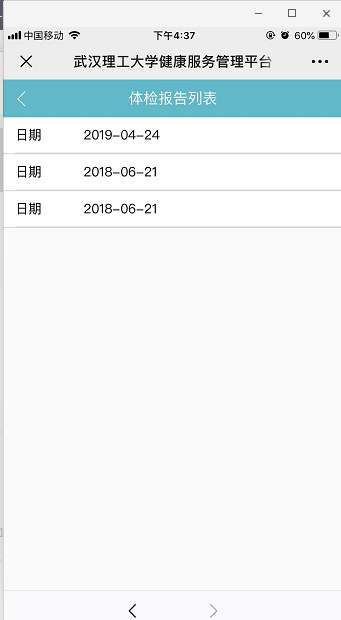 中国移动 下午4:37 60%
武汉理工大学健康服务管理平台
体检报告列表
日期 2019-04-24
日期 2018-06-21
日期 2018-06-21